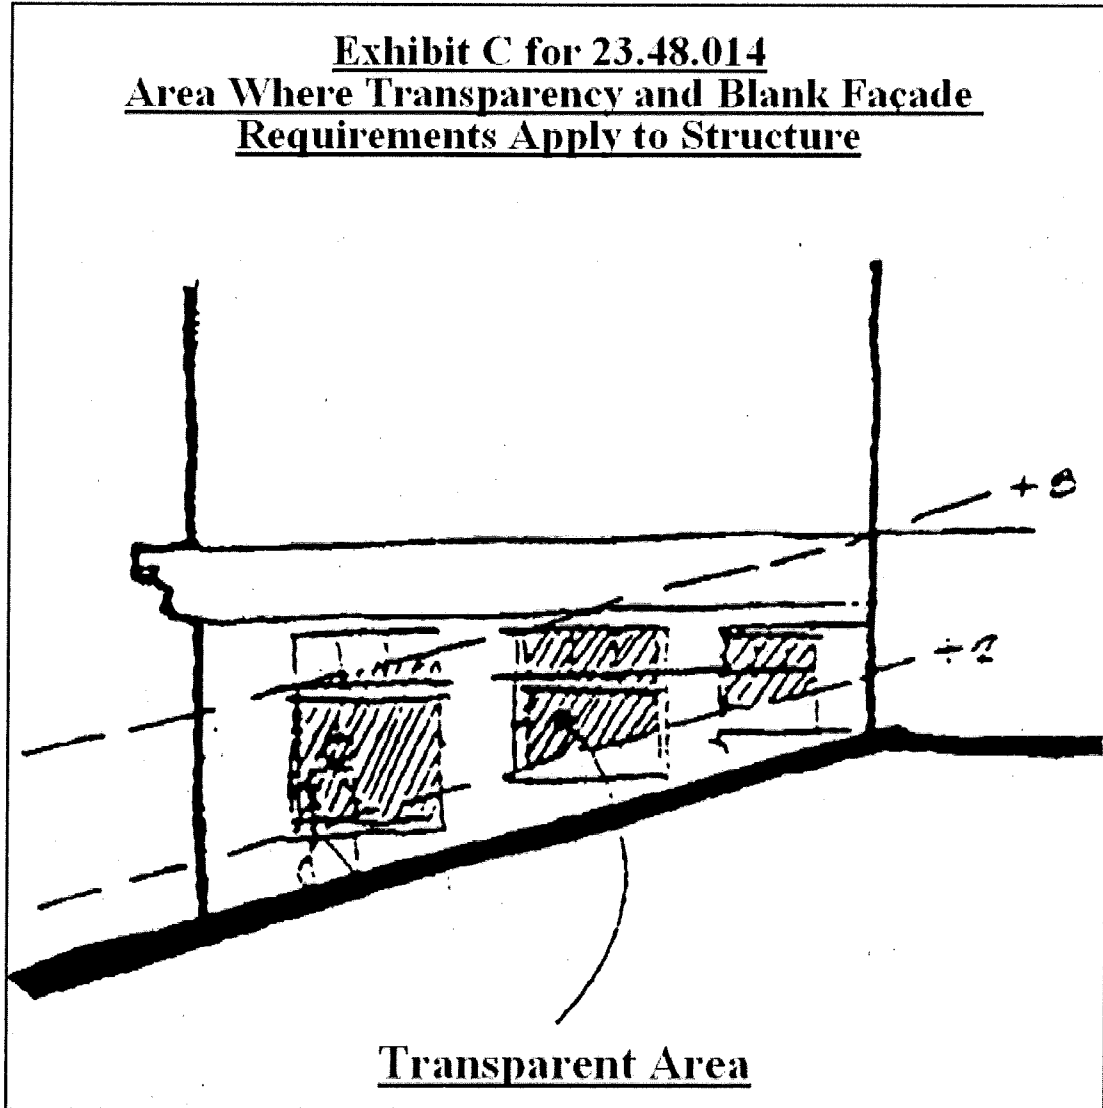 Exhibit C for 23.48.014
Area Where Transparency and Blank Façade
Requirements Apply to Structure
+8
+2
Transparent Area